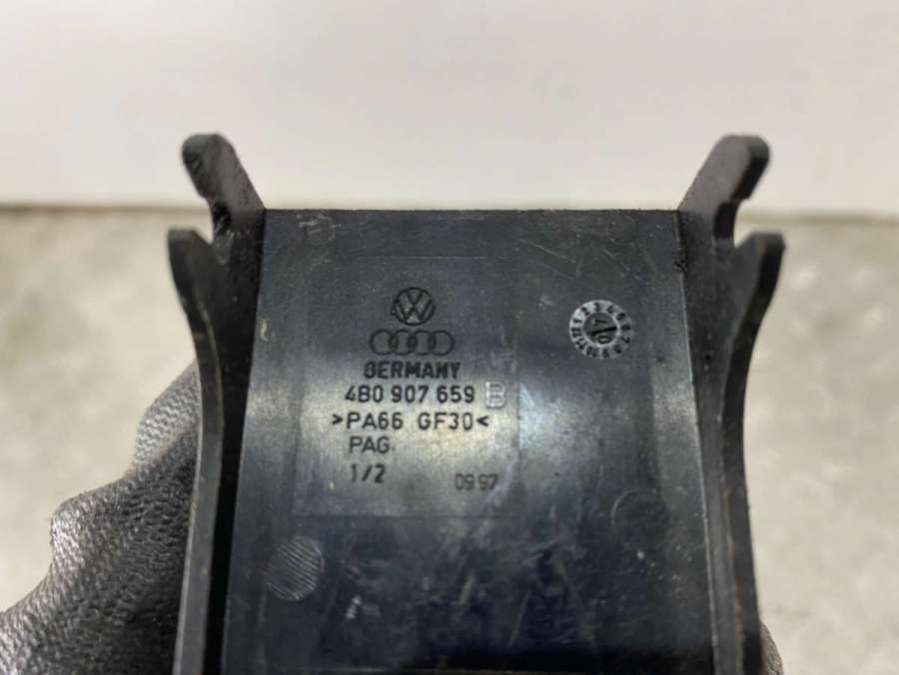 GERMANY
4B0 907 659 B
>PA66 GF30<
PAG
1/2 09 97